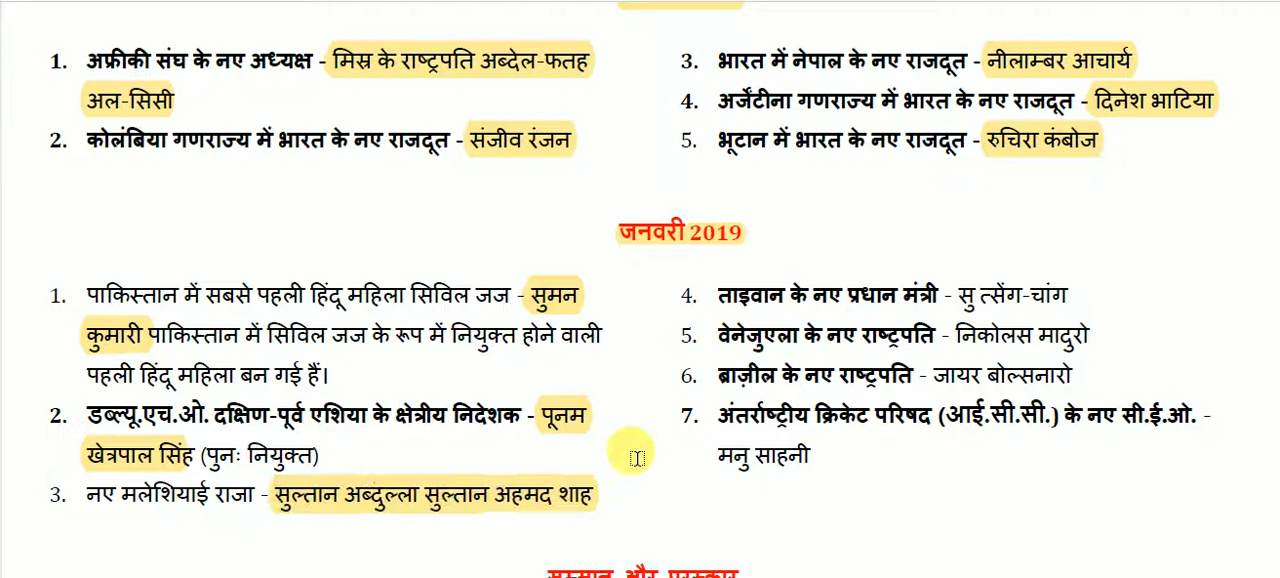 1. अफ्रीकी संघ के नए अध्यक्ष - मिस्र के राष्ट्रपति अब्देल-फतह
अल-सिसी
2. कोलंबिया गणराज्य में भारत के नए राजदूत - संजीव रंजन
3. भारत में नेपाल के नए राजदूत - नीलाम्बर आचार्य
4. अर्जेंटीना गणराज्य में भारत के नए राजदूत - दिनेश भाटिया
5. भूटान में भारत के नए राजदूत - रुचिरा कंबोज
जनवरी 2019
1. पाकिस्तान में सबसे पहली हिंदू महिला सिविल जज - सुमन
कुमारी पाकिस्तान में सिविल जज के रूप में नियुक्त होने वाली
पहली हिंदू महिला बन गई हैं।
2. डब्ल्यू.एच.ओ. दक्षिण-पूर्व एशिया के क्षेत्रीय निदेशक - पूनम
खेत्रपाल सिंह (पुनः नियुक्त)
3. नए मलेशियाई राजा - सुल्तान अब्दुल्ला सुल्तान अहमद शाह
4. ताइवान के नए प्रधान मंत्री - सु त्सेंग-चांग
5. वेनेजुएला के नए राष्ट्रपति - निकोलस मादुरो
6. ब्राज़ील के नए राष्ट्रपति - जायर बोल्सनारो
7. अंतर्राष्ट्रीय क्रिकेट परिषद (आई.सी.सी.) के नए सी.ई.ओ. -
मनु साहनी
सम्मान और पुरस्कार